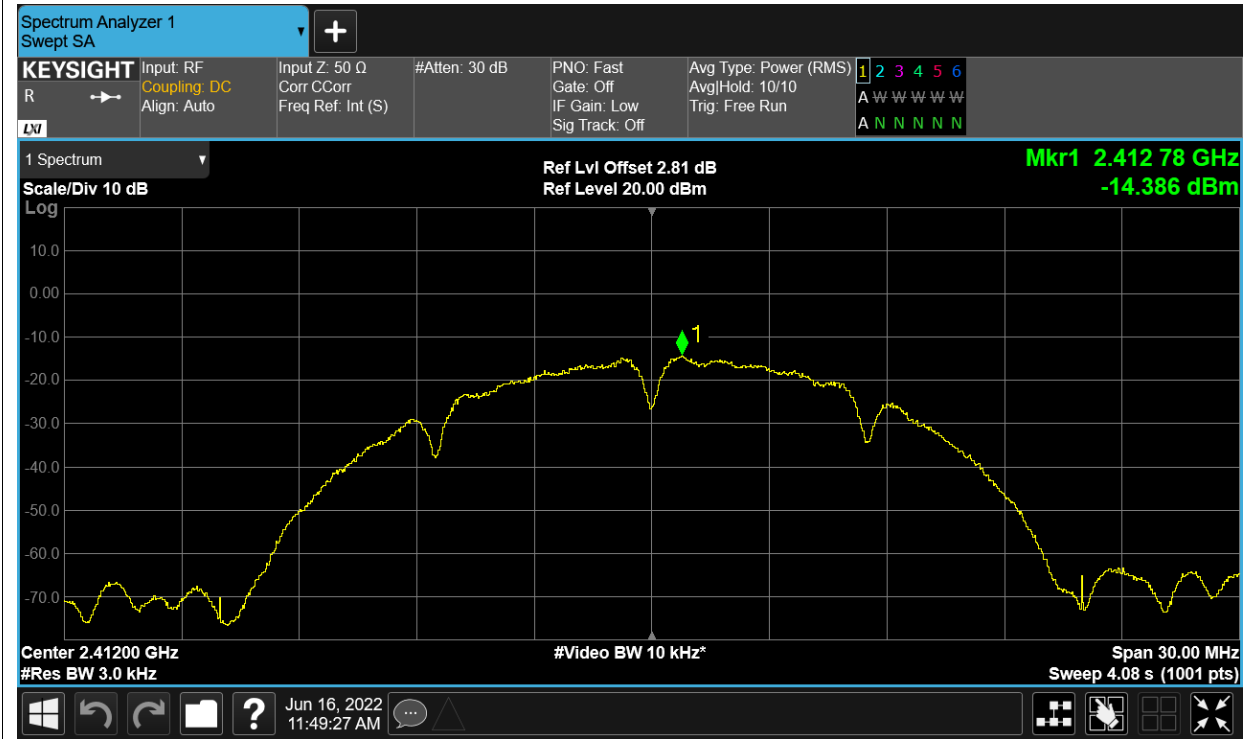 Spectrum Analyzer 1
Swept SA
+
KEYSIGHT
R
LXI
Input: RF
Coupling: DC
Align: Auto
Input Z: 50 Ω
Corr CCorr
Freq Ref: Int (S)
#Atten: 30 dB
PNO: Fast
Gate: Off
IF Gain: Low
Sig Track: Off
Avg Type: Power (RMS)
Avg|Hold: 10/10
Trig: Free Run
1 2 3 4 5 6
A W W W W W
A N N N N N
1 Spectrum
Scale/Div 10 dB
Log
Ref Lvl Offset 2.81 dB
Ref Level 20.00 dBm
Mkr1 2.412 78 GHz
-14.386 dBm
10.0
0.00
-10.0
-20.0
-30.0
-40.0
-50.0
-60.0
-70.0
1
Center 2.41200 GHz
#Res BW 3.0 kHz
#Video BW 10 kHz*
Span 30.00 MHz
Sweep 4.08 s (1001 pts)
?
Jun 16, 2022
11:49:27 AM